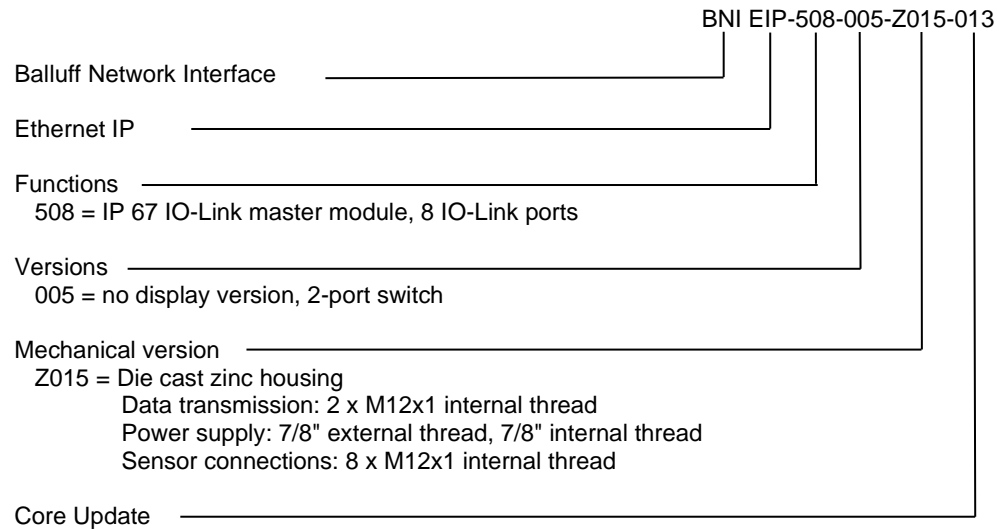 BNI EIP-508-005-Z015-013
Balluff Network Interface
Ethernet IP
Functions
508 = IP 67 IO-Link master module, 8 IO-Link ports
Versions
005 = no display version, 2-port switch
Mechanical version
Z015 = Die cast zinc housing
Data transmission: 2 x M12x1 internal thread
Power supply: 7/8" external thread, 7/8" internal thread
Sensor connections: 8 x M12x1 internal thread
Core Update